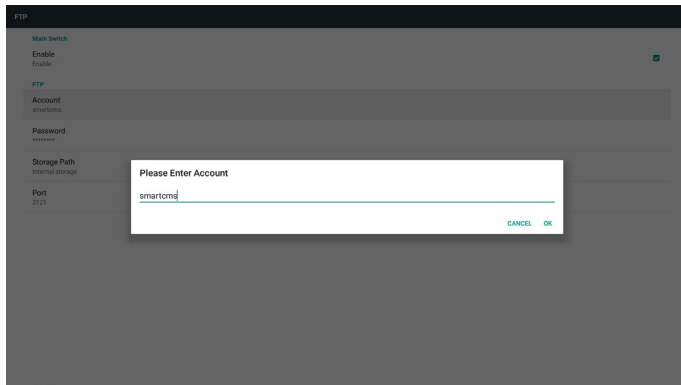 FTP
Main Switch
Enable
Enable
FTP
Account
smartcms
Password
********
Storage Path
Internal storage
Port
2121
Please Enter Account
smartcms
CANCEL OK